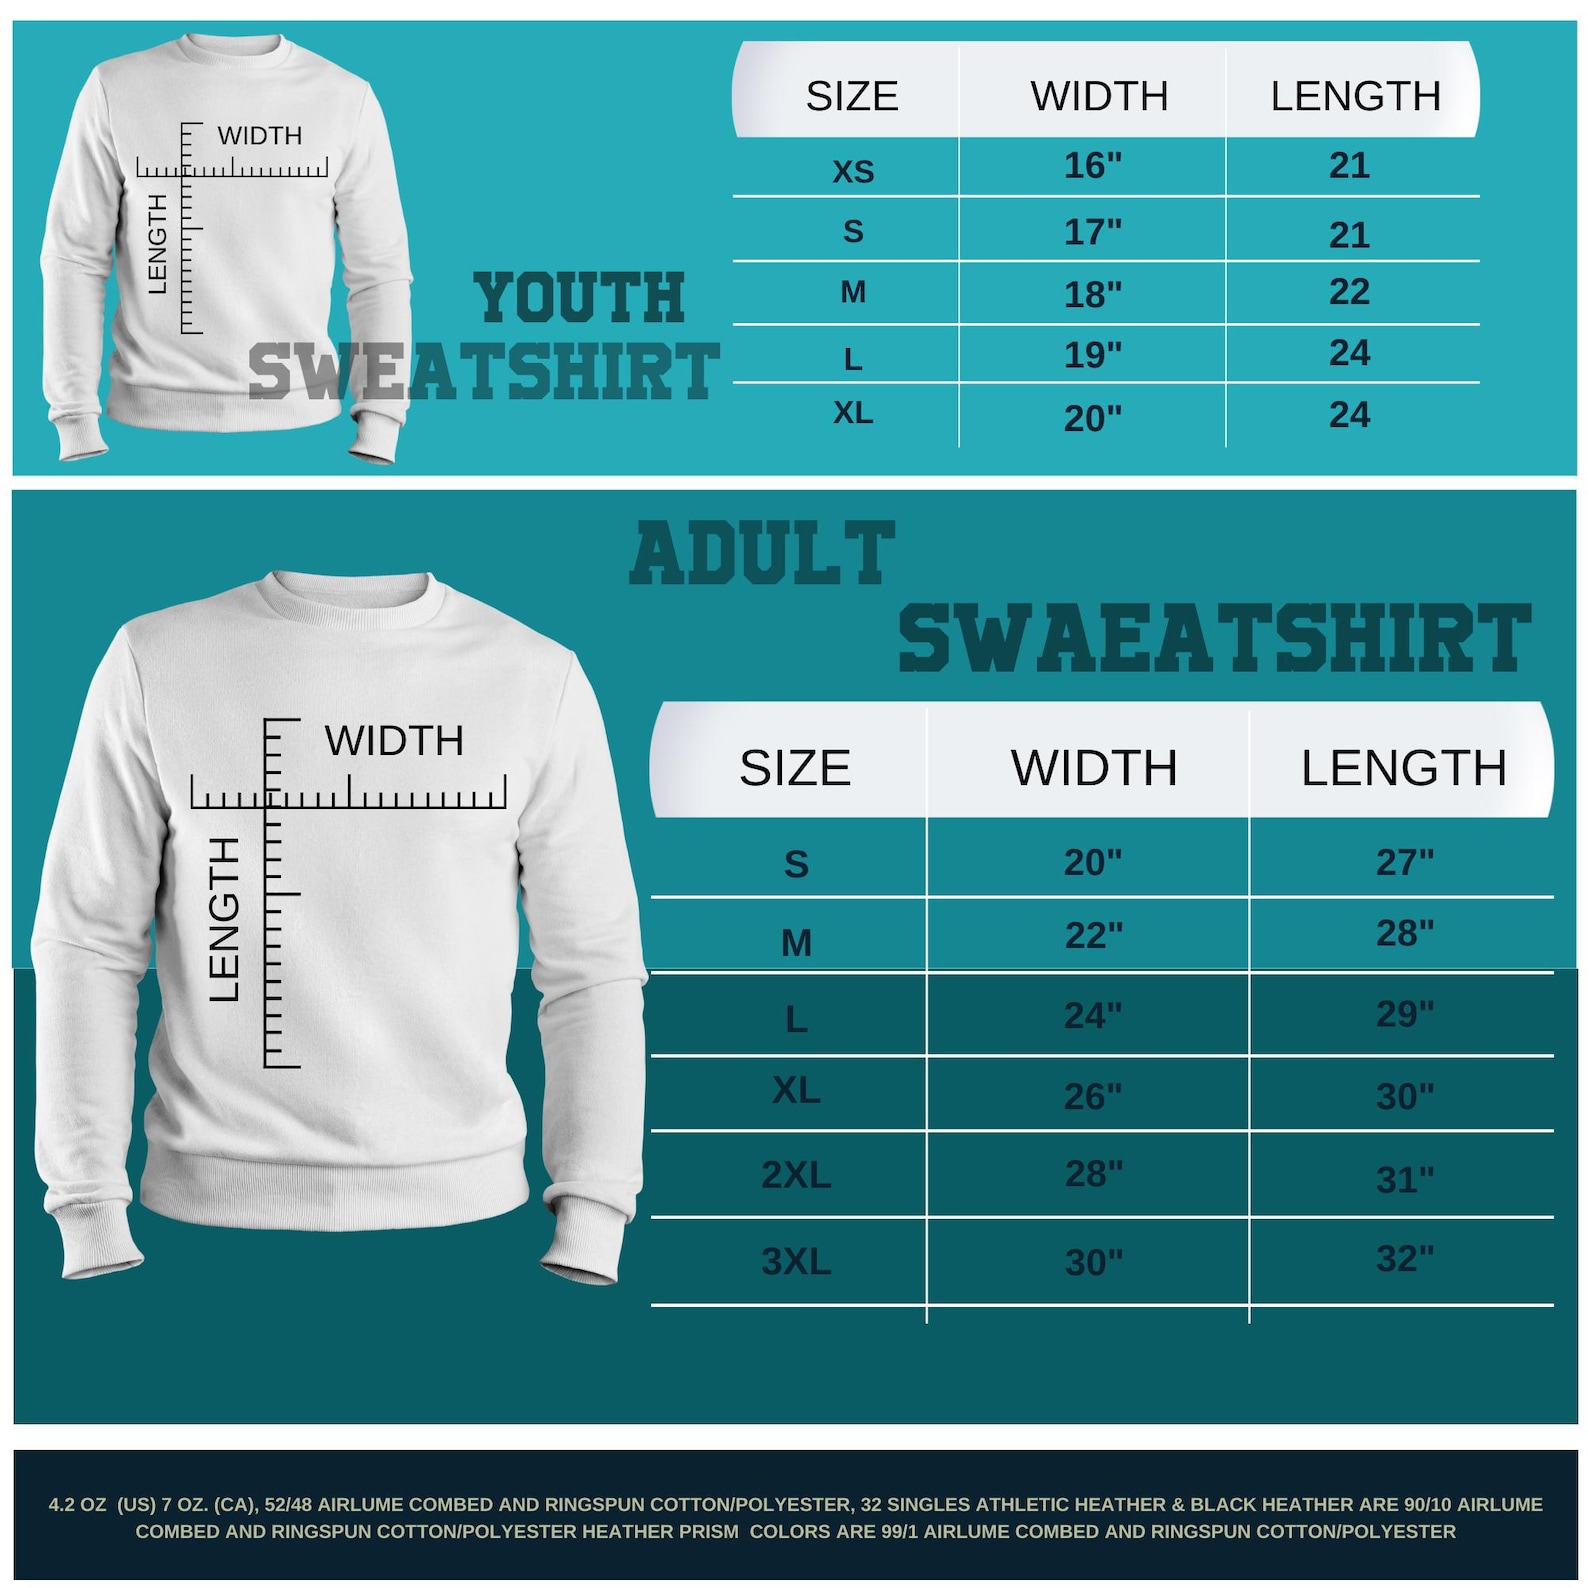 WIDTH
LENGTH
YOUTH
SWEATSHIRT
SIZE WIDTH LENGTH
XS 16" 21
S 17" 21
M 18" 22
L 19" 24
XL 20" 24
ADULT
SWAEATSHIRT
WIDTH
LENGTH
SIZE WIDTH LENGTH
S 20" 27"
M 22" 28"
L 24" 29"
XL 26" 30"
2XL 28" 31"
3XL 30" 32"
4.2 OZ (US) 7 OZ. (CA), 52/48 AIRLUME COMBED AND RINGSPUN COTTON/POLYESTER, 32 SINGLES ATHLETIC HEATHER & BLACK HEATHER ARE 90/10 AIRLUME
COMBED AND RINGSPUN COTTON/POLYESTER HEATHER PRISM COLORS ARE 99/1 AIRLUME COMBED AND RINGSPUN COTTON/POLYESTER